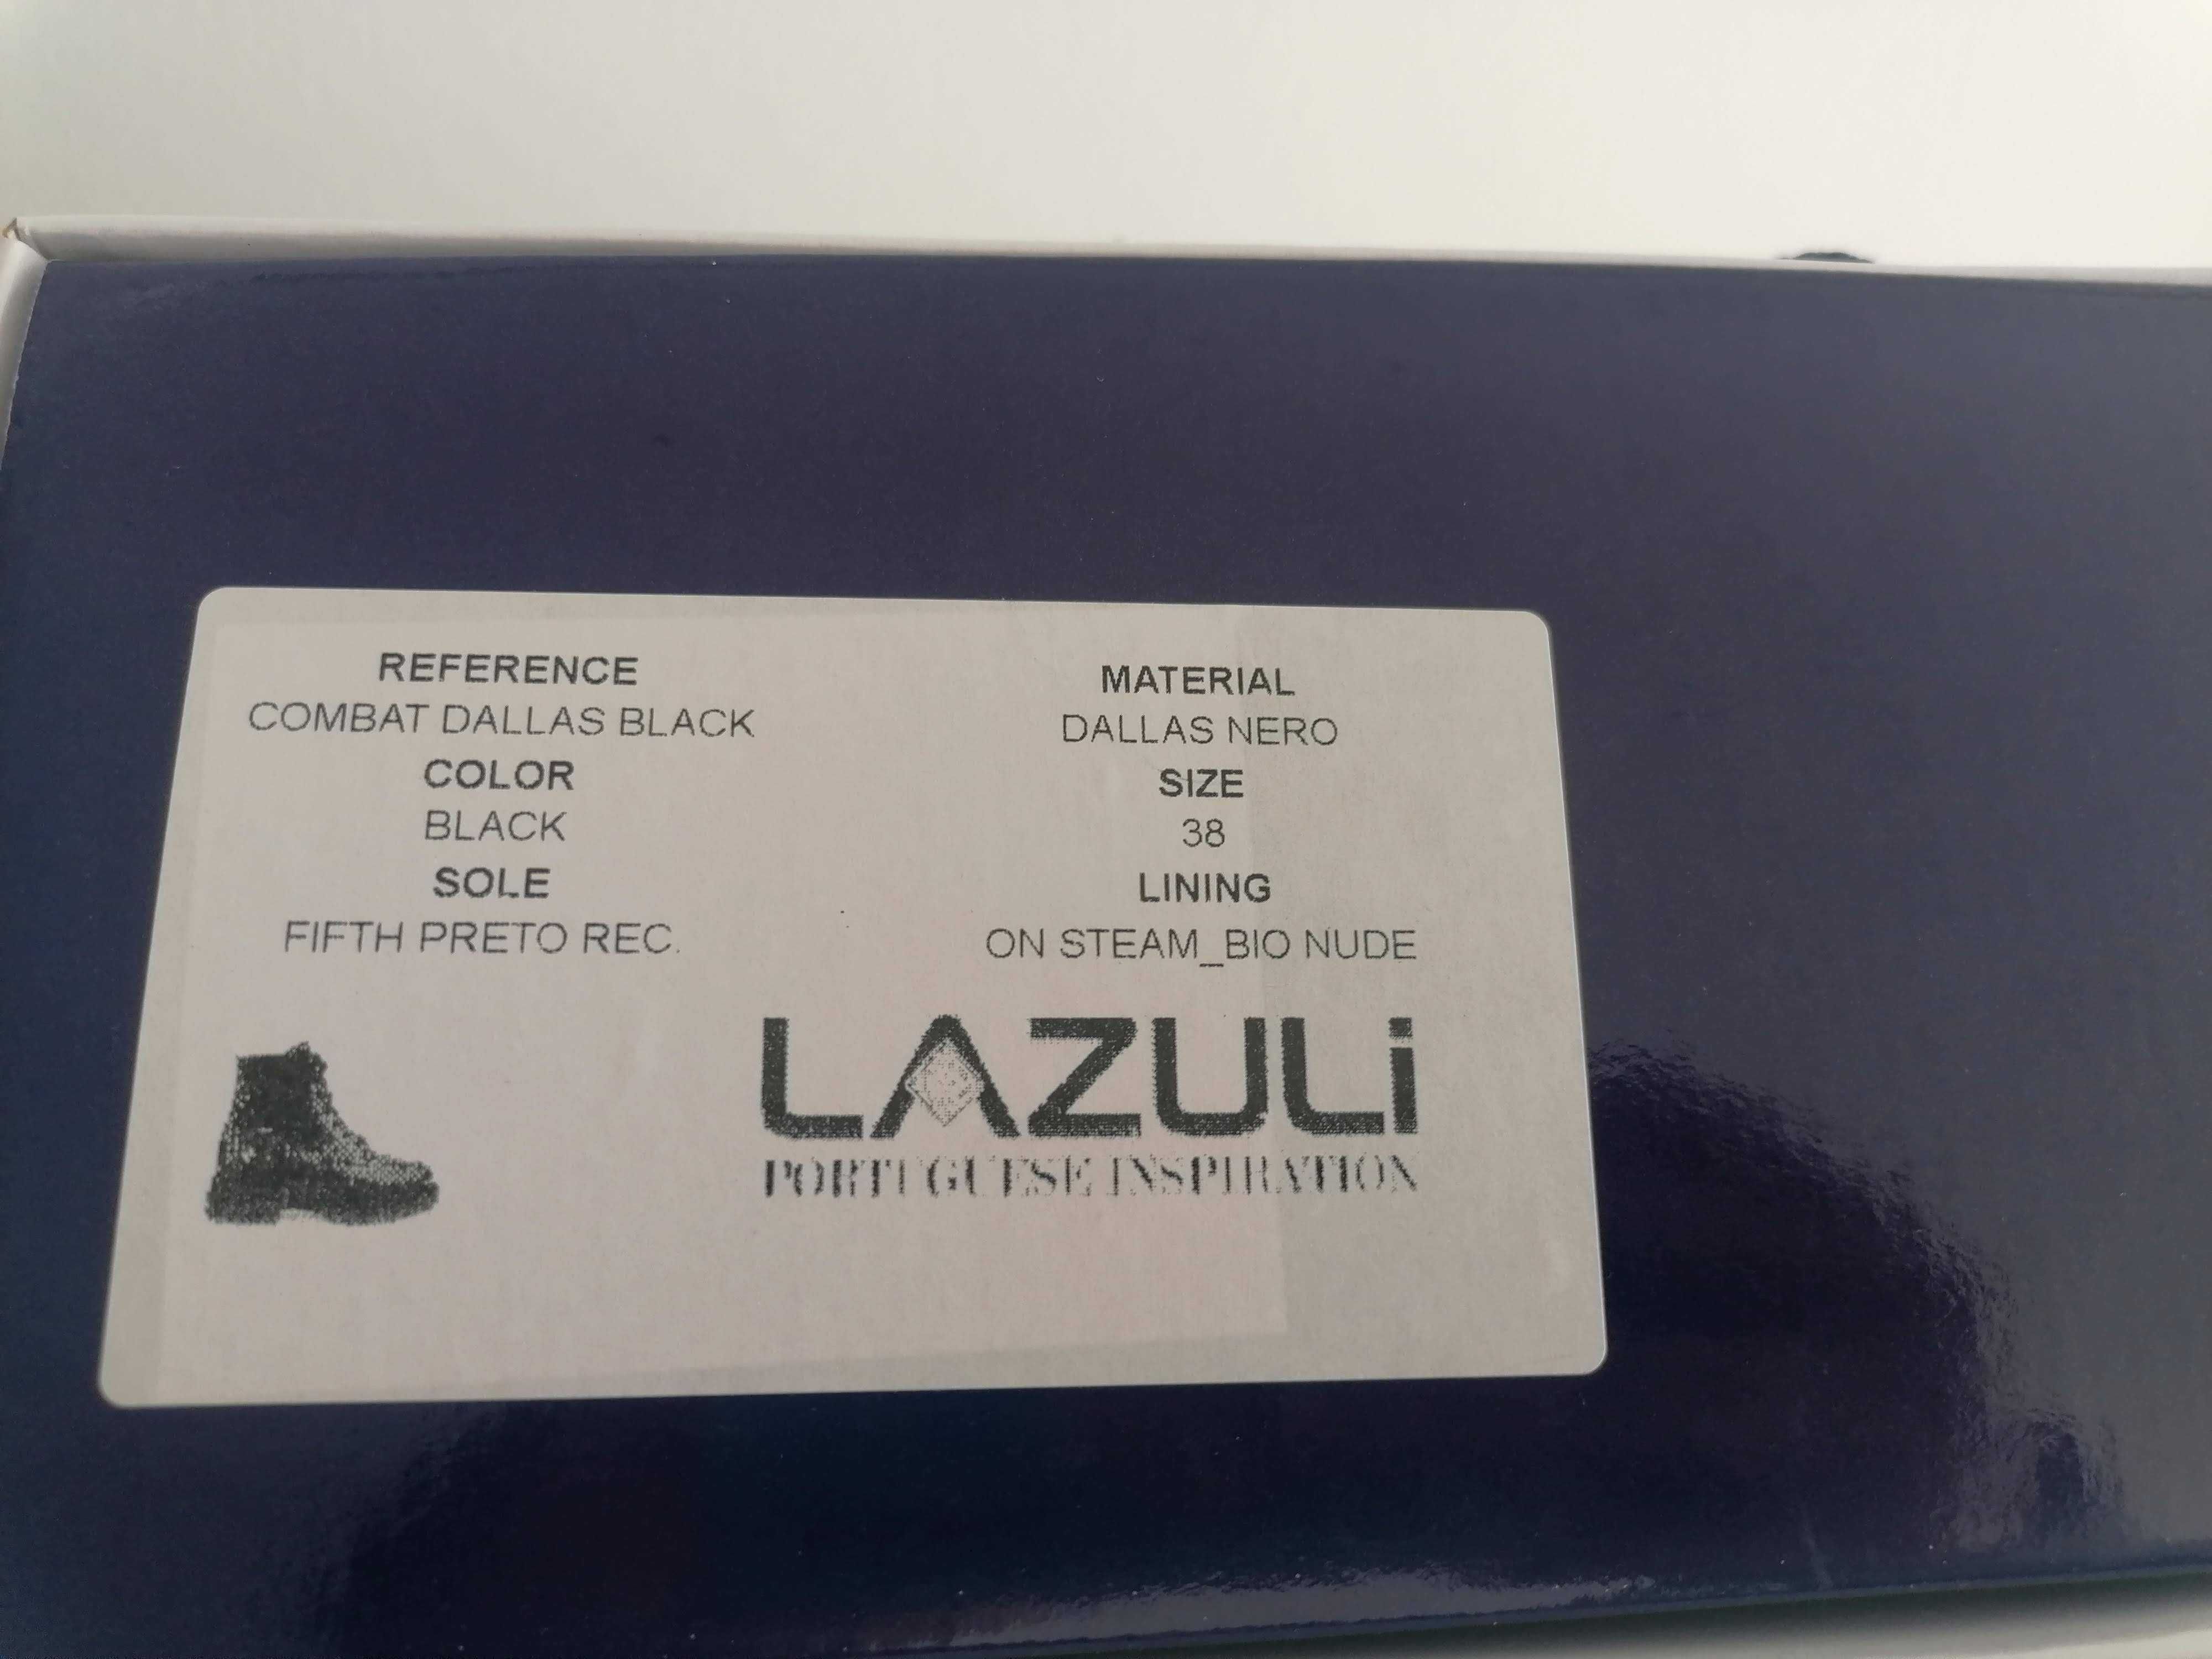 REFERENCE
COMBAT DALLAS BLACK
COLOR
BLACK
SOLE
FIFTH PRETO REC.
MATERIAL
DALLAS NERO
SIZE
38
LINING
ON STEAM_BIO NUDE
LAZULi
PORTUGUESE INSPIRATION